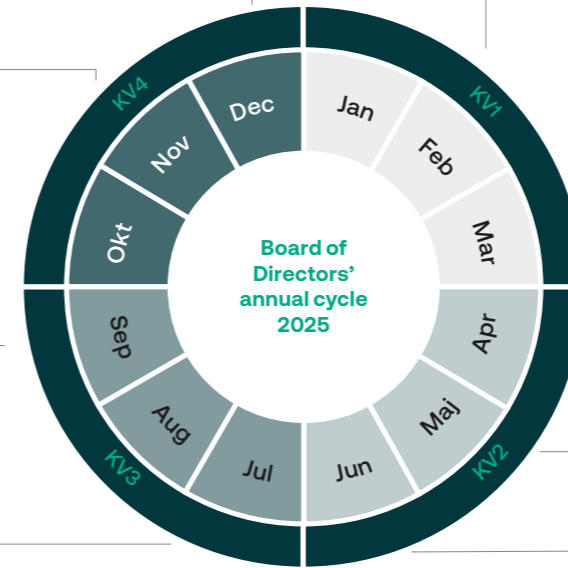 Board of
Directors’
annual cycle
2025
KV1
Jan
Feb
Mar
KV2
Apr
Maj
Jun
KV3
Jul
Aug
Sep
KV4
Okt
Nov
Dec